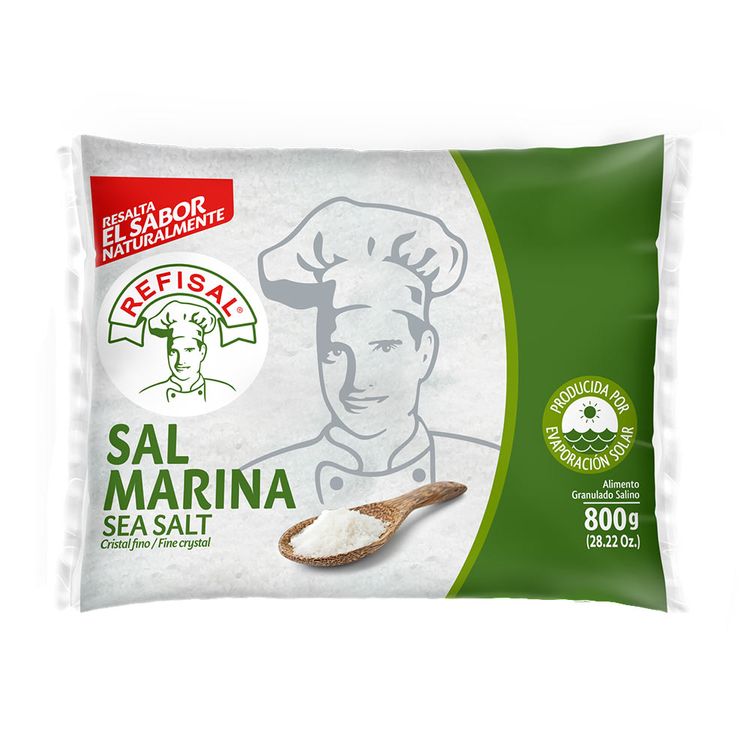 RESALTA
EL SABOR
NATURALMENTE
REFISAL®
SAL
MARINA
SEA SALT
Cristal fino / Fine crystal
PRODUCIDA POR
EVAPORACIÓN SOLAR
Alimento
Granulado Salino
800g
(28.22 Oz.)